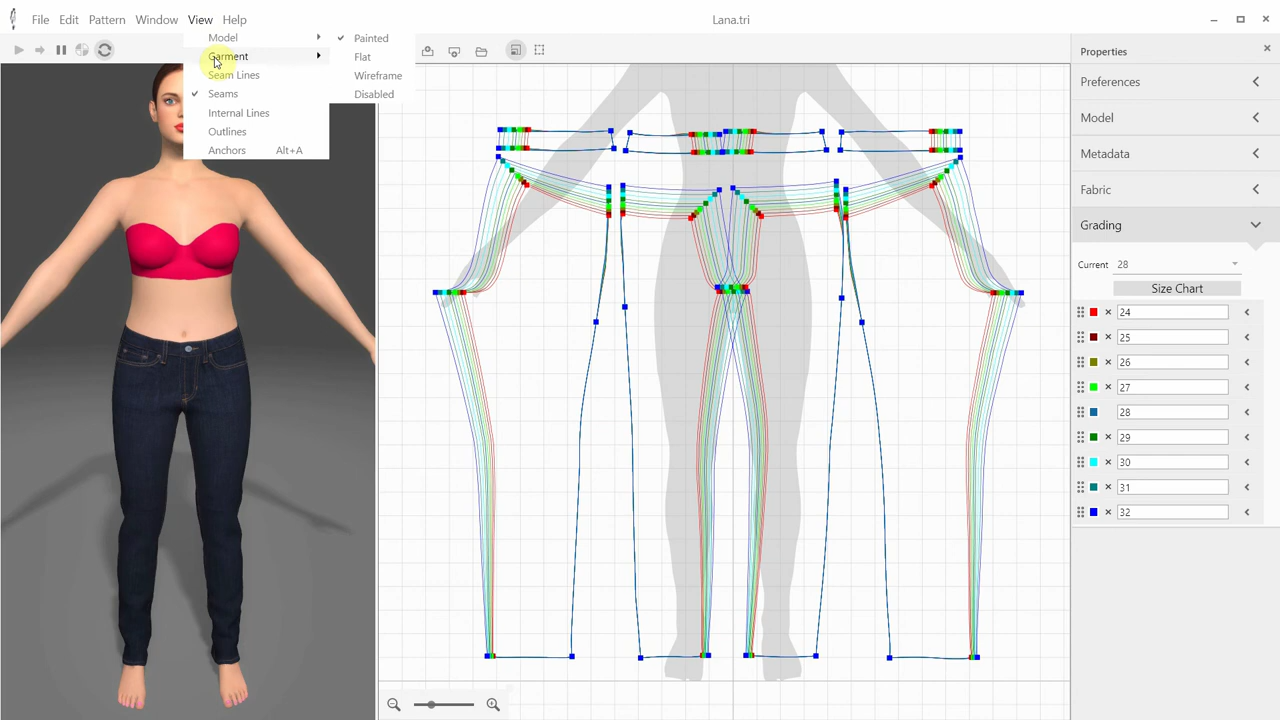 File Edit Pattern Window View Help
Lana.tri
Model
Garment
Seam Lines
Seams
Internal Lines
Outlines
Anchors Alt+A
Painted
Flat
Wireframe
Disabled
Properties
Preferences
Model
Metadata
Fabric
Grading
Current 28
Size Chart
24
25
26
27
28
29
30
31
32